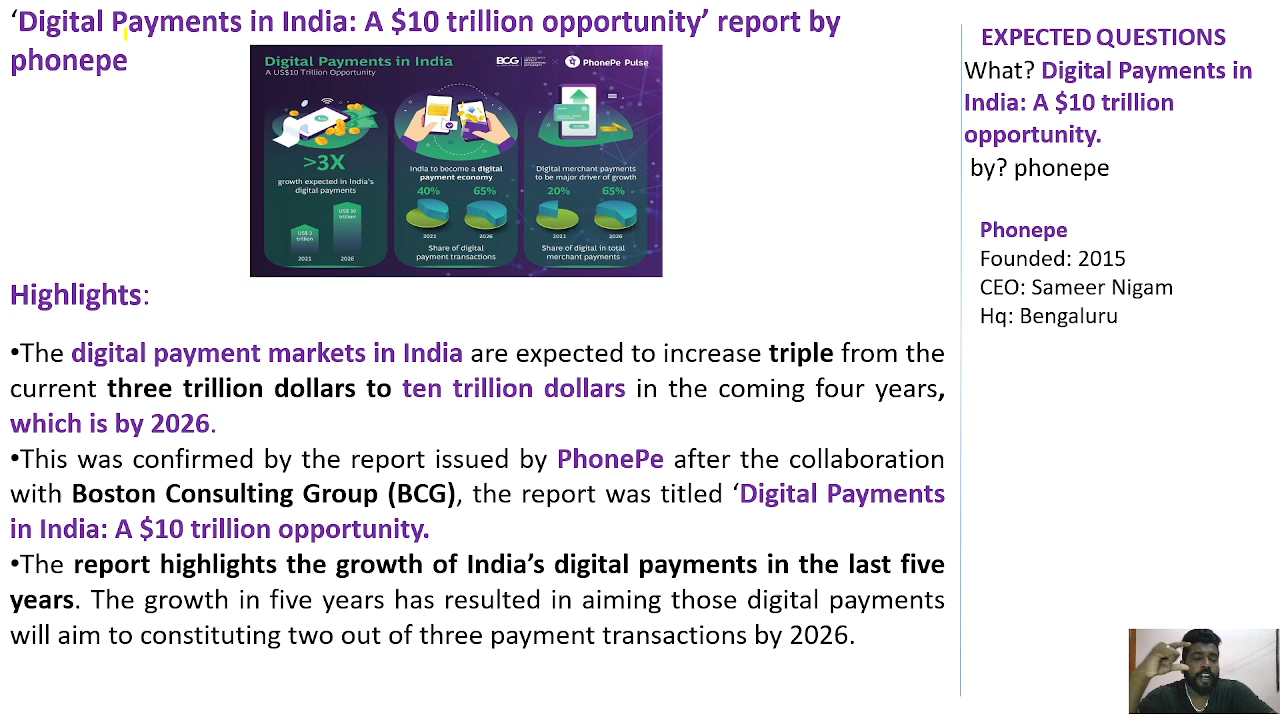 ‘Digital Payments in India: A $10 trillion opportunity’ report by
phonepe
Digital Payments in India
A US$10 Trillion Opportunity
BCG
PhonePe Pulse
>3X
growth expected in India's
digital payments
US$ 3
trillion
US$ 10
trillion
2021
2026
India to become a digital
payment economy
40%
65%
2021
2026
Share of digital
payment transactions
Digital merchant payments
to be major driver of growth
20%
65%
2021
2026
Share of digital in total
merchant payments
Highlights:
•The digital payment markets in India are expected to increase triple from the
current three trillion dollars to ten trillion dollars in the coming four years,
which is by 2026.
•This was confirmed by the report issued by PhonePe after the collaboration
with Boston Consulting Group (BCG), the report was titled ‘Digital Payments
in India: A $10 trillion opportunity.
•The report highlights the growth of India’s digital payments in the last five
years. The growth in five years has resulted in aiming those digital payments
will aim to constituting two out of three payment transactions by 2026.
EXPECTED QUESTIONS
What? Digital Payments in
India: A $10 trillion
opportunity.
by? phonepe
Phonepe
Founded: 2015
CEO: Sameer Nigam
Hq: Bengaluru